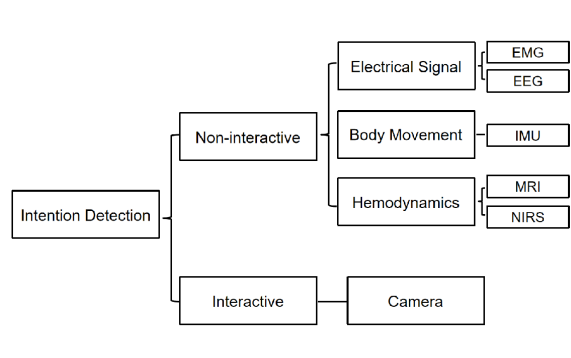 Intention Detection
Non-interactive
Electrical Signal
EMG
EEG
Body Movement
IMU
Hemodynamics
MRI
NIRS
Interactive
Camera